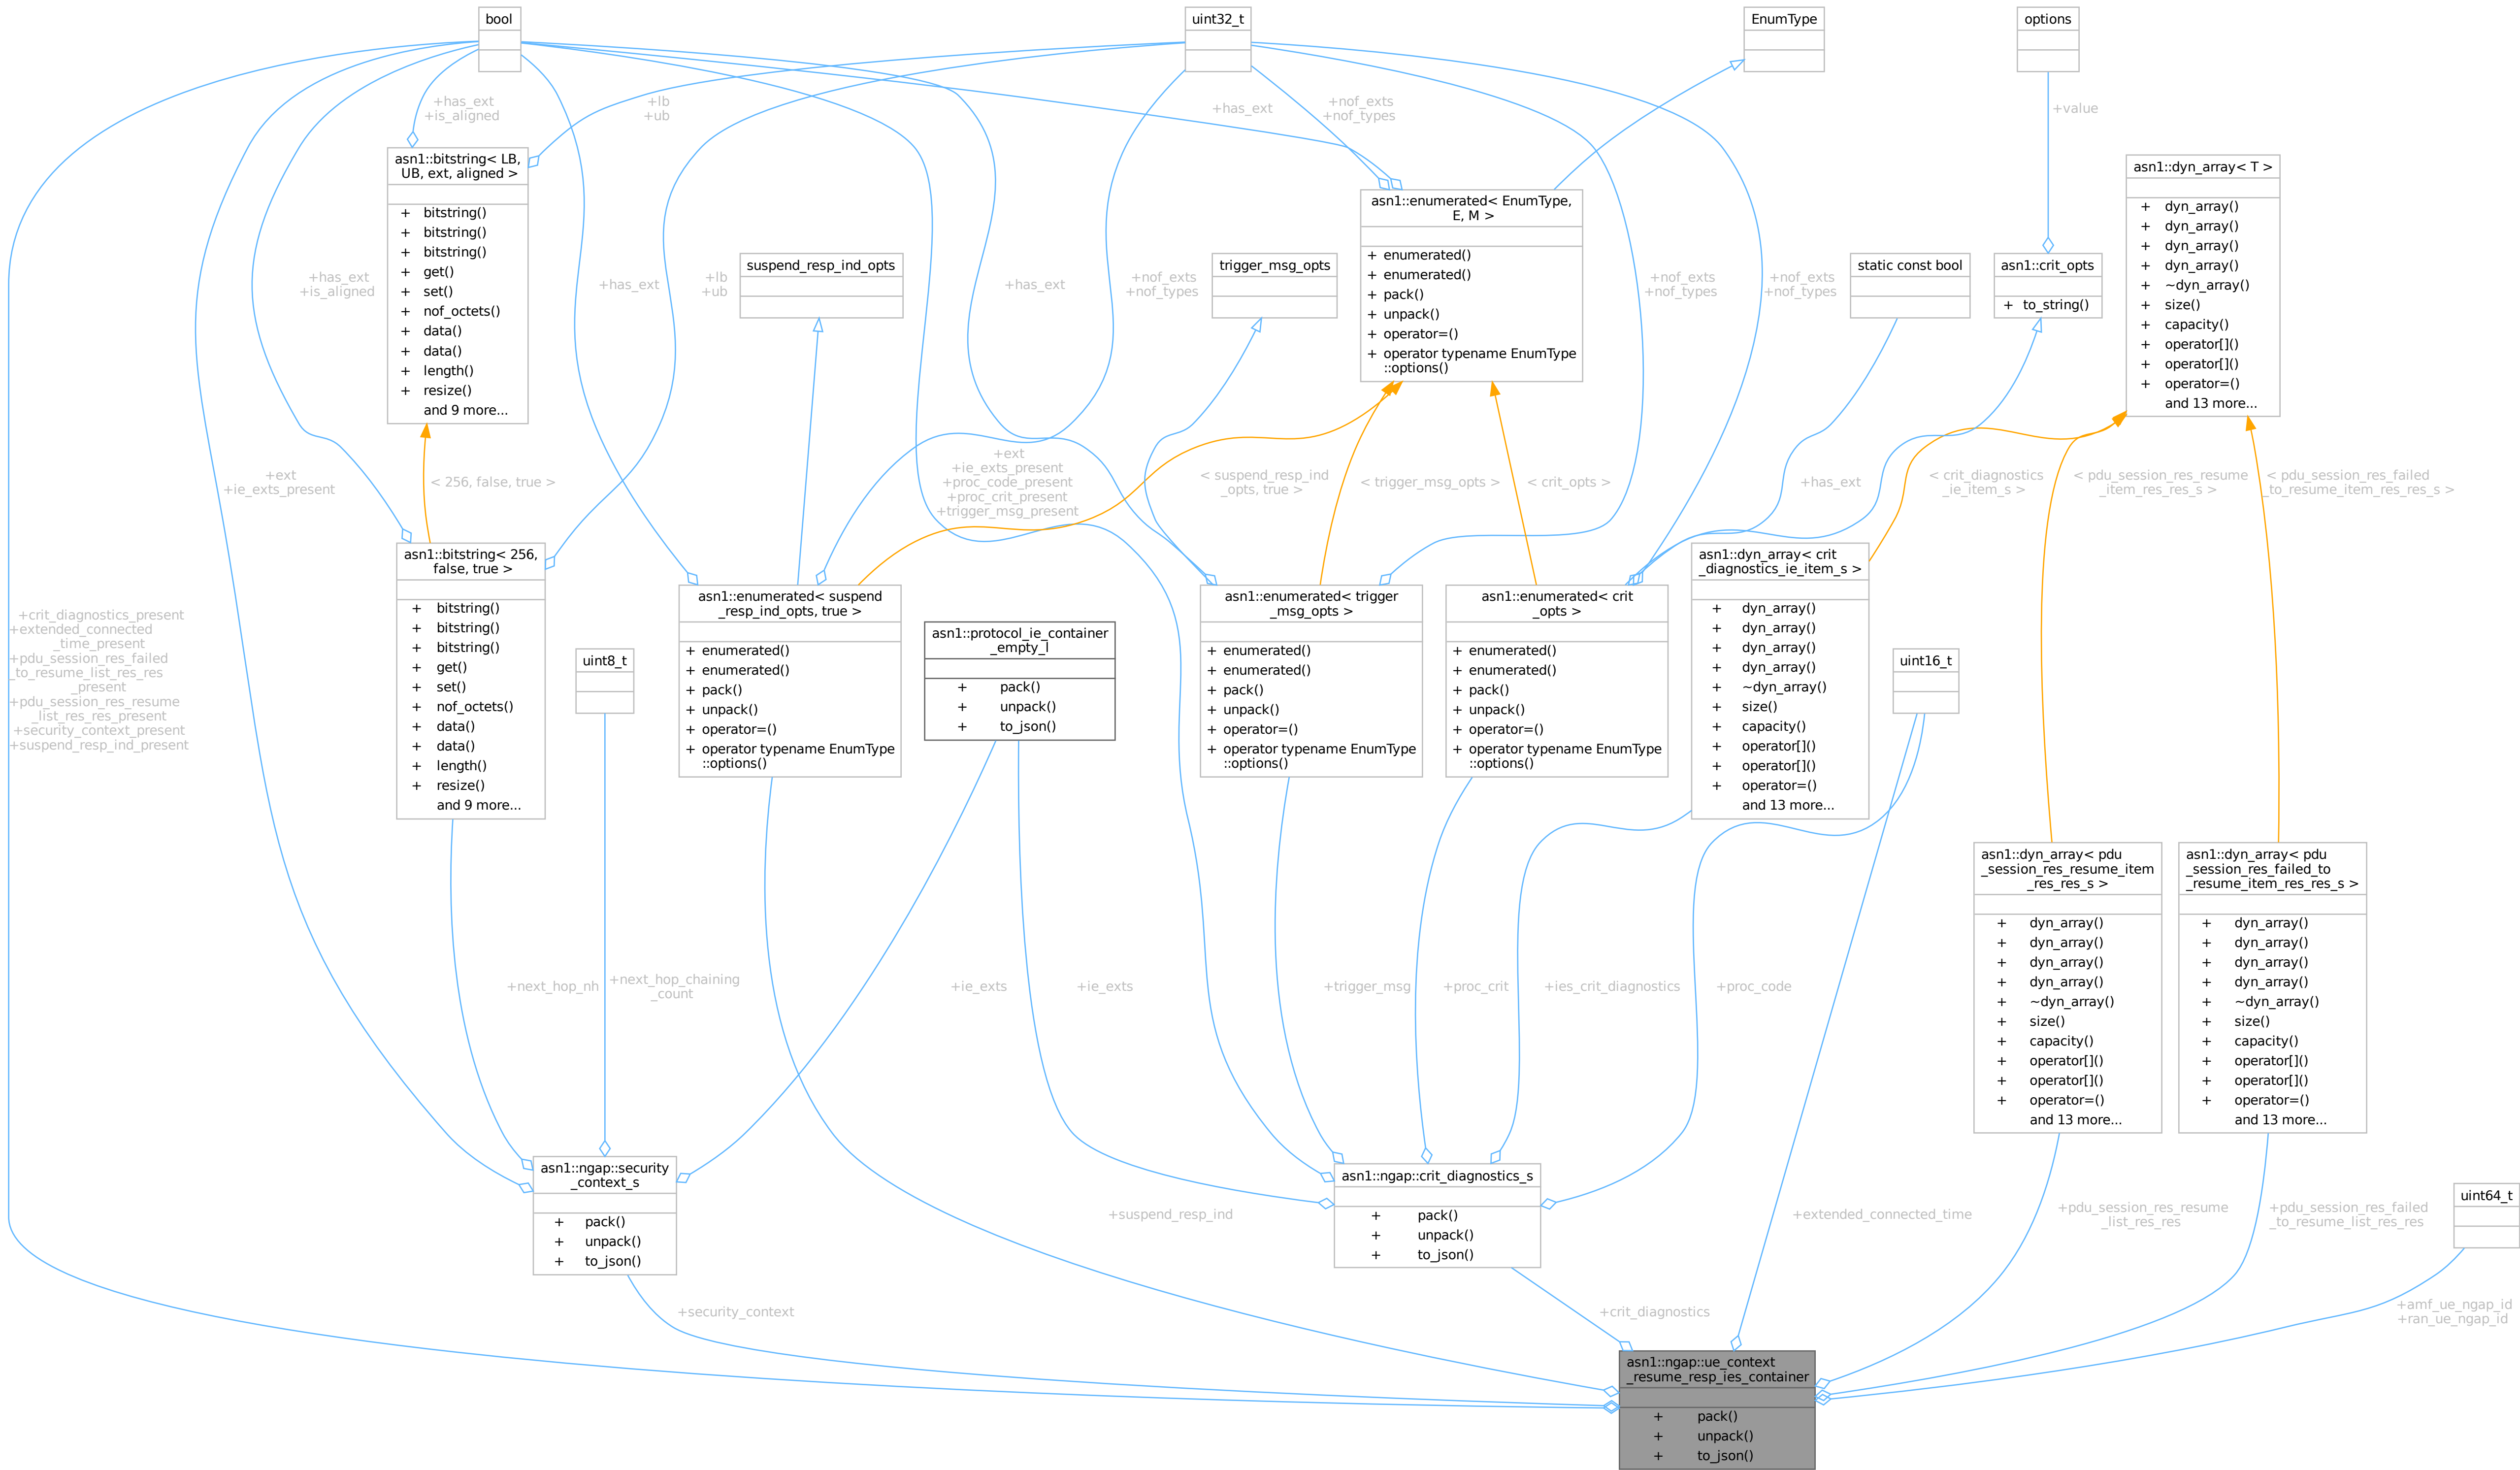 bool
uint32_t
EnumType
options
+has_ext
+is_aligned
+lb
+ub
+has_ext
+nof_exts
+nof_types
+value
asn1::bitstring< LB,
UB, ext, aligned >
+ bitstring()
+ bitstring()
+ bitstring()
+ get()
+ set()
+ nof_octets()
+ data()
+ data()
+ length()
+ resize()
and 9 more...
asn1::enumerated< EnumType,
E, M >
+ enumerated()
+ enumerated()
+ pack()
+ unpack()
+ operator=()
+ operator typename EnumType
::options()
asn1::dyn_array< T >
+ dyn_array()
+ dyn_array()
+ dyn_array()
+ dyn_array()
+ ~dyn_array()
+ size()
+ capacity()
+ operator[]()
+ operator[]()
+ operator=()
and 13 more...
suspend_resp_ind_opts
trigger_msg_opts
static const bool
asn1::crit_opts
+ to_string()
+has_ext
+is_aligned
+has_ext
+lb
+ub
+has_ext
+nof_exts
+nof_types
+nof_exts
+nof_types
+nof_exts
+nof_types
+ext
+ie_exts_present
< 256, false, true >
+ext
+ie_exts_present
+proc_code_present
+proc_crit_present
+trigger_msg_present
< suspend_resp_ind
_opts, true >
< trigger_msg_opts >
< crit_opts >
+has_ext
< crit_diagnostics
_ie_item_s >
< pdu_session_res_resume
_item_res_res_s >
< pdu_session_res_failed
_to_resume_item_res_res_s >
+crit_diagnostics_present
+extended_connected
_time_present
+pdu_session_res_failed
_to_resume_list_res_res
_present
+pdu_session_res_resume
_list_res_res_present
+security_context_present
+suspend_resp_ind_present
asn1::bitstring< 256,
false, true >
+ bitstring()
+ bitstring()
+ bitstring()
+ get()
+ set()
+ nof_octets()
+ data()
+ data()
+ length()
+ resize()
and 9 more...
uint8_t
asn1::enumerated< suspend
_resp_ind_opts, true >
+ enumerated()
+ enumerated()
+ pack()
+ unpack()
+ operator=()
+ operator typename EnumType
::options()
asn1::protocol_ie_container
_empty_l
+ pack()
+ unpack()
+ to_json()
asn1::enumerated< trigger
_msg_opts >
+ enumerated()
+ enumerated()
+ pack()
+ unpack()
+ operator=()
+ operator typename EnumType
::options()
asn1::enumerated< crit
_opts >
+ enumerated()
+ enumerated()
+ pack()
+ unpack()
+ operator=()
+ operator typename EnumType
::options()
asn1::dyn_array< crit
_diagnostics_ie_item_s >
+ dyn_array()
+ dyn_array()
+ dyn_array()
+ dyn_array()
+ ~dyn_array()
+ size()
+ capacity()
+ operator[]()
+ operator[]()
+ operator=()
and 13 more...
uint16_t
asn1::dyn_array< pdu
_session_res_resume_item
_res_res_s >
+ dyn_array()
+ dyn_array()
+ dyn_array()
+ dyn_array()
+ ~dyn_array()
+ size()
+ capacity()
+ operator[]()
+ operator[]()
+ operator=()
and 13 more...
asn1::dyn_array< pdu
_session_res_failed_to
_resume_item_res_res_s >
+ dyn_array()
+ dyn_array()
+ dyn_array()
+ dyn_array()
+ ~dyn_array()
+ size()
+ capacity()
+ operator[]()
+ operator[]()
+ operator=()
and 13 more...
+next_hop_nh
+next_hop_chaining
_count
+ie_exts
+ie_exts
+trigger_msg
+proc_crit
+ies_crit_diagnostics
+proc_code
asn1::ngap::security
_context_s
+ pack()
+ unpack()
+ to_json()
asn1::ngap::crit_diagnostics_s
+ pack()
+ unpack()
+ to_json()
uint64_t
+suspend_resp_ind
+extended_connected_time
+pdu_session_res_resume
_list_res_res
+pdu_session_res_failed
_to_resume_list_res_res
+security_context
+crit_diagnostics
+amf_ue_ngap_id
+ran_ue_ngap_id
asn1::ngap::ue_context
_resume_resp_ies_container
+ pack()
+ unpack()
+ to_json()